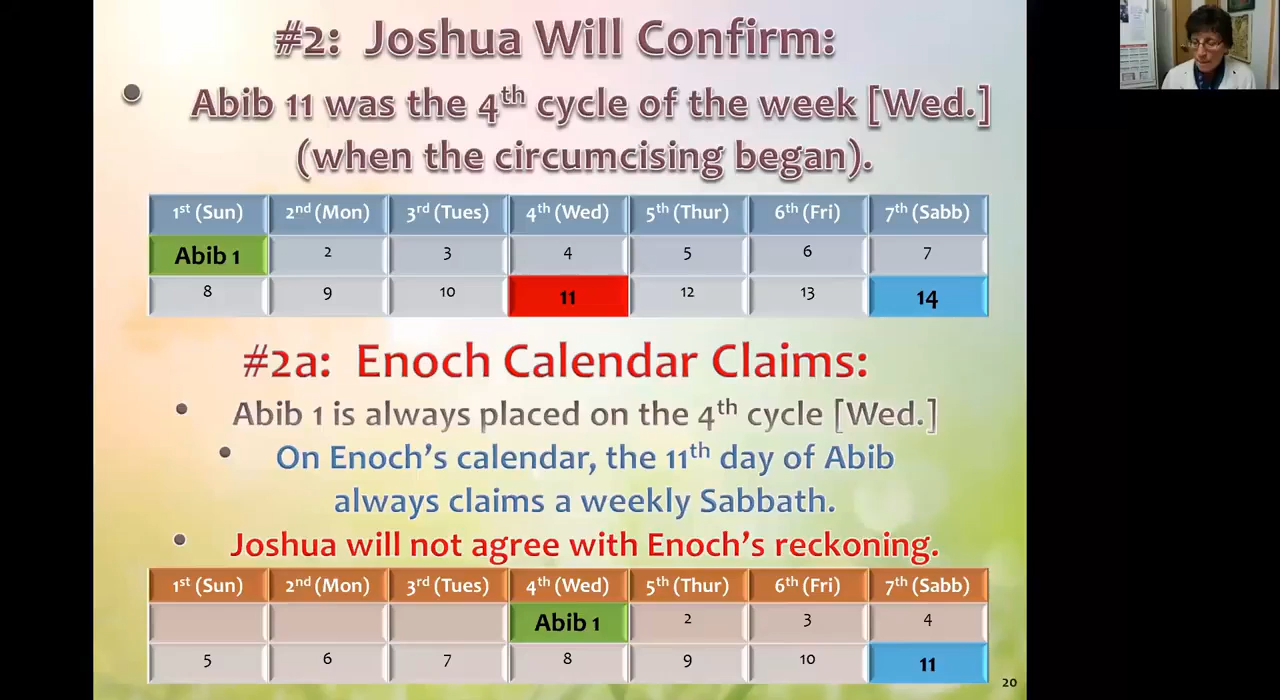 #2: Joshua Will Confirm:
• Abib 11 was the 4th cycle of the week [Wed.]
(when the circumcising began).
1st (Sun) 2nd (Mon) 3rd (Tues) 4th (Wed) 5th (Thur) 6th (Fri) 7th (Sabb)
Abib 1 2 3 4 5 6 7
8 9 10 11 12 13 14
#2a: Enoch Calendar Claims:
• Abib 1 is always placed on the 4th cycle [Wed.]
• On Enoch's calendar, the 11th day of Abib
always claims a weekly Sabbath.
• Joshua will not agree with Enoch's reckoning.
1st (Sun) 2nd (Mon) 3rd (Tues) 4th (Wed) 5th (Thur) 6th (Fri) 7th (Sabb)
Abib 1 2 3 4
5 6 7 8 9 10 11
20